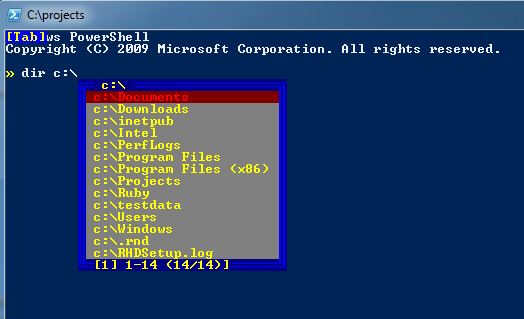 C:\projects
[Tab]ws PowerShell
Copyright (C) 2009 Microsoft Corporation. All rights reserved.
» dir c:\
c:\
c:\Documents
c:\Downloads
c:\inetpub
c:\Intel
c:\PerfLogs
c:\Program Files
c:\Program Files (x86)
c:\Projects
c:\Ruby
c:\testdata
c:\Users
c:\Windows
c:\.rnd
c:\RHDSetup.log
[1] 1-14 (14/14)]